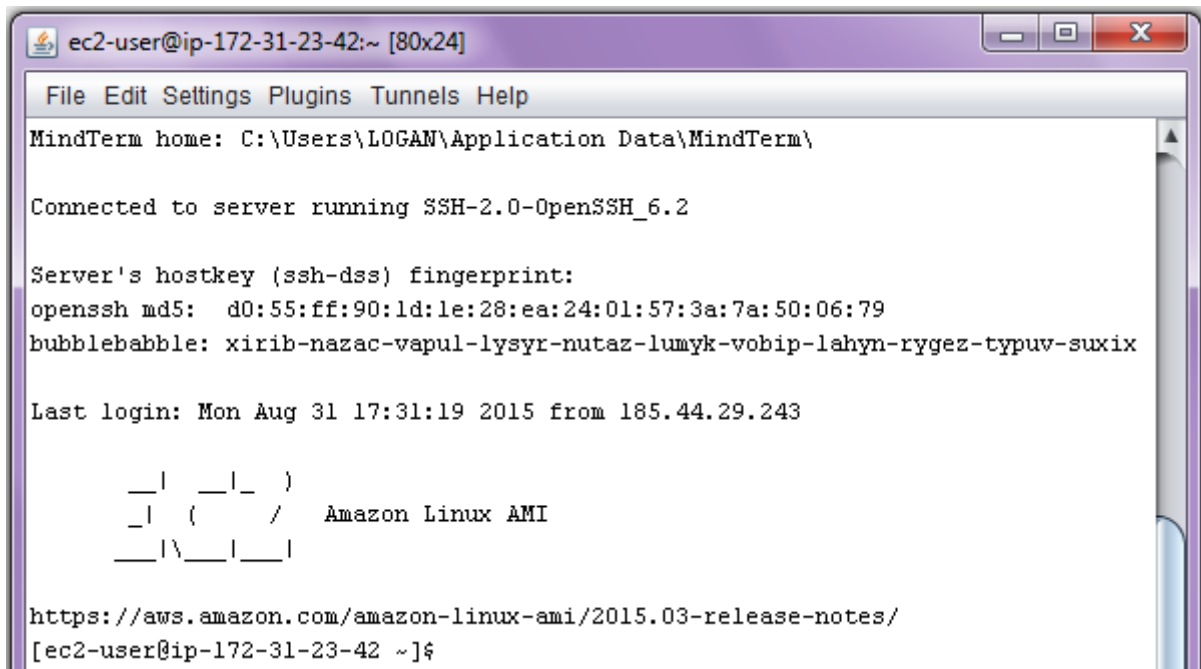 ec2-user@ip-172-31-23-42:~ [80x24]
File Edit Settings Plugins Tunnels Help
MindTerm home: C:\Users\LOGAN\Application Data\MindTerm\
Connected to server running SSH-2.0-OpenSSH_6.2
Server's hostkey (ssh-dss) fingerprint:
openssh md5:  d0:55:ff:90:1d:1e:28:ea:24:01:57:3a:7a:50:06:79
bubblebabble: xirib-nazac-vapul-lysyr-nutaz-lumyk-vobip-lahyn-rygez-typuv-suxix
Last login: Mon Aug 31 17:31:19 2015 from 185.44.29.243
      __|  __|_  )
      _|  (     /   Amazon Linux AMI
     ___|\___|___|
https://aws.amazon.com/amazon-linux-ami/2015.03-release-notes/
[ec2-user@ip-172-31-23-42 ~]$